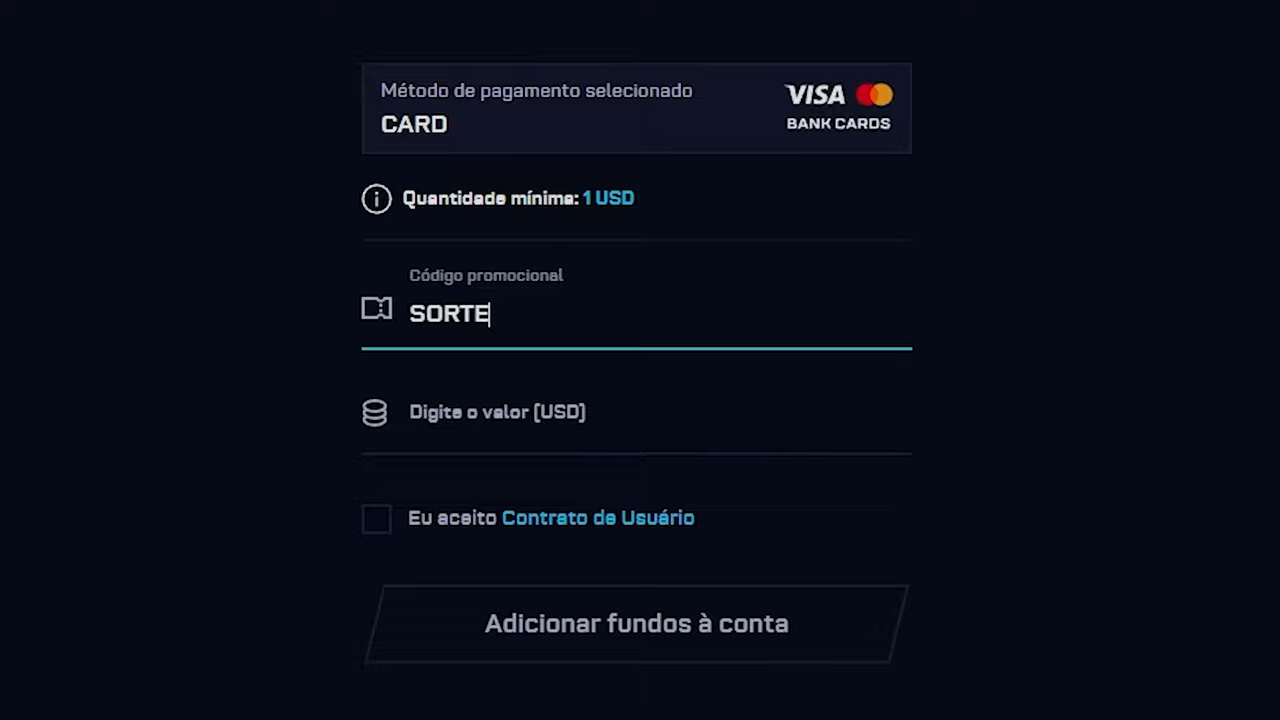 Método de pagamento selecionado
CARD
VISA
BANK CARDS
Quantidade mínima: 1 USD
Código promocional
SORTE
Digite o valor (USD)
Eu aceito Contrato de Usuário
Adicionar fundos à conta